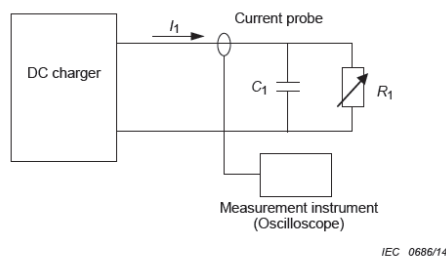 Current probe
I1
DC charger
C1
R1
Measurement instrument
(Oscilloscope)
IEC 0686/14